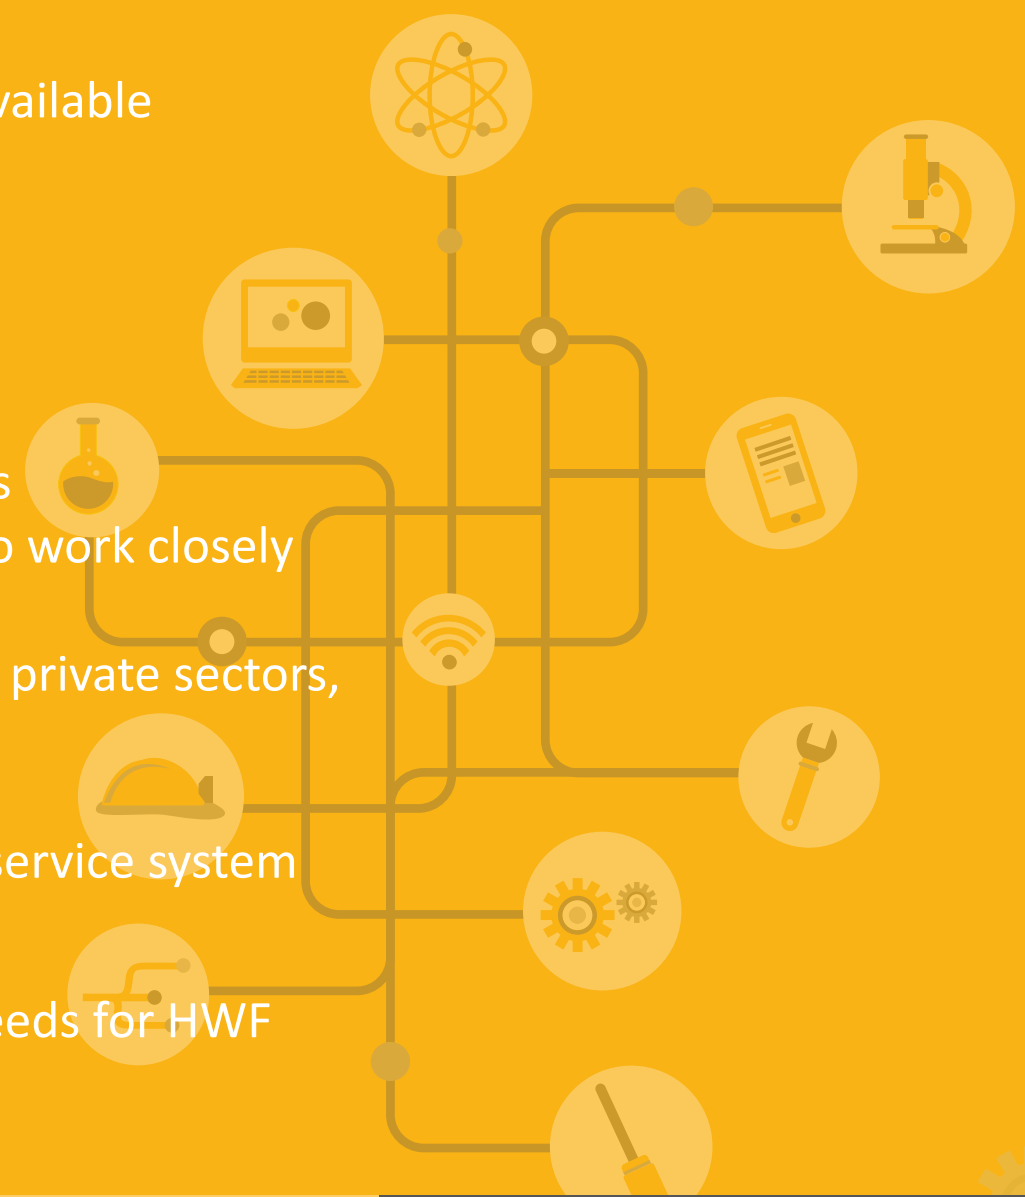 vailable
s
o work closely
private sectors,
service system
eeds for HWF